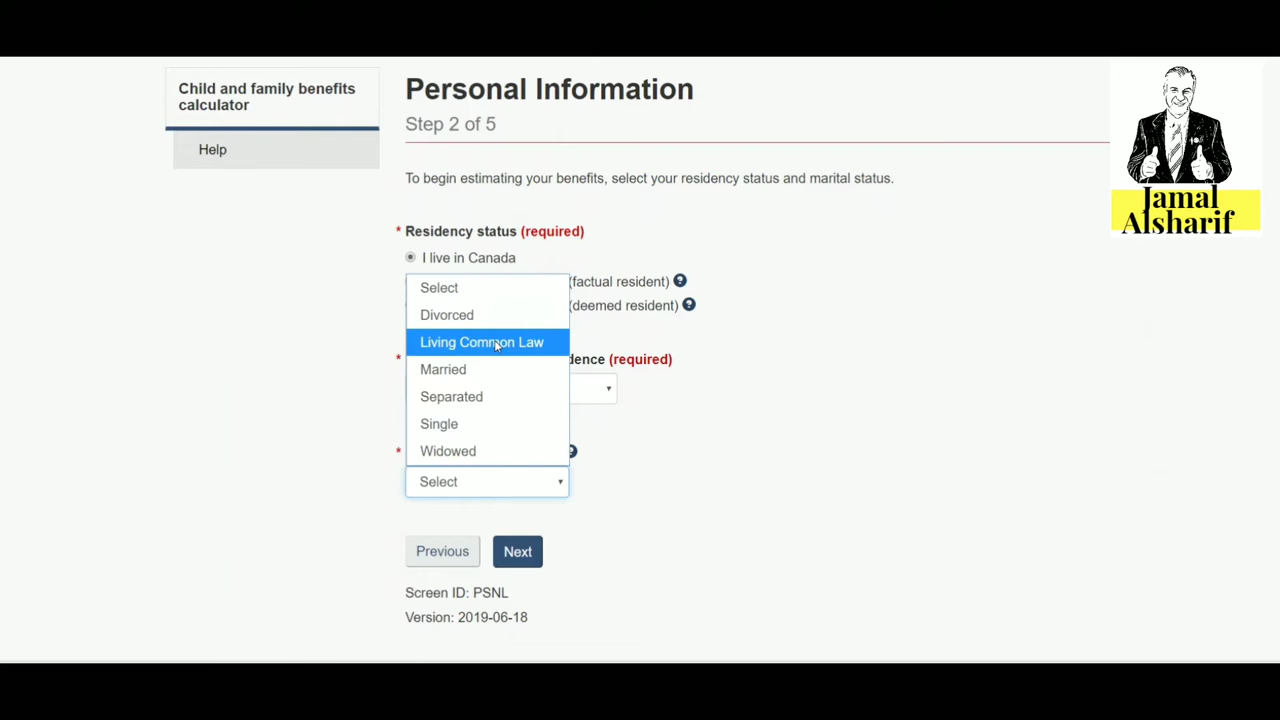 Child and family benefits
calculator
Help
Personal Information
Step 2 of 5
To begin estimating your benefits, select your residency status and marital status.
* Residency status (required)
I live in Canada
(factual resident) ?
(deemed resident) ?
Select
Divorced
Living Common Law
Married
Separated
Single
Widowed
* dence (required)
*
Select
Previous
Next
Screen ID: PSNL
Version: 2019-06-18
Jamal
Alsharif